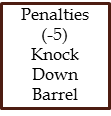 Penalties
(-5)
Knock
Down
Barrel